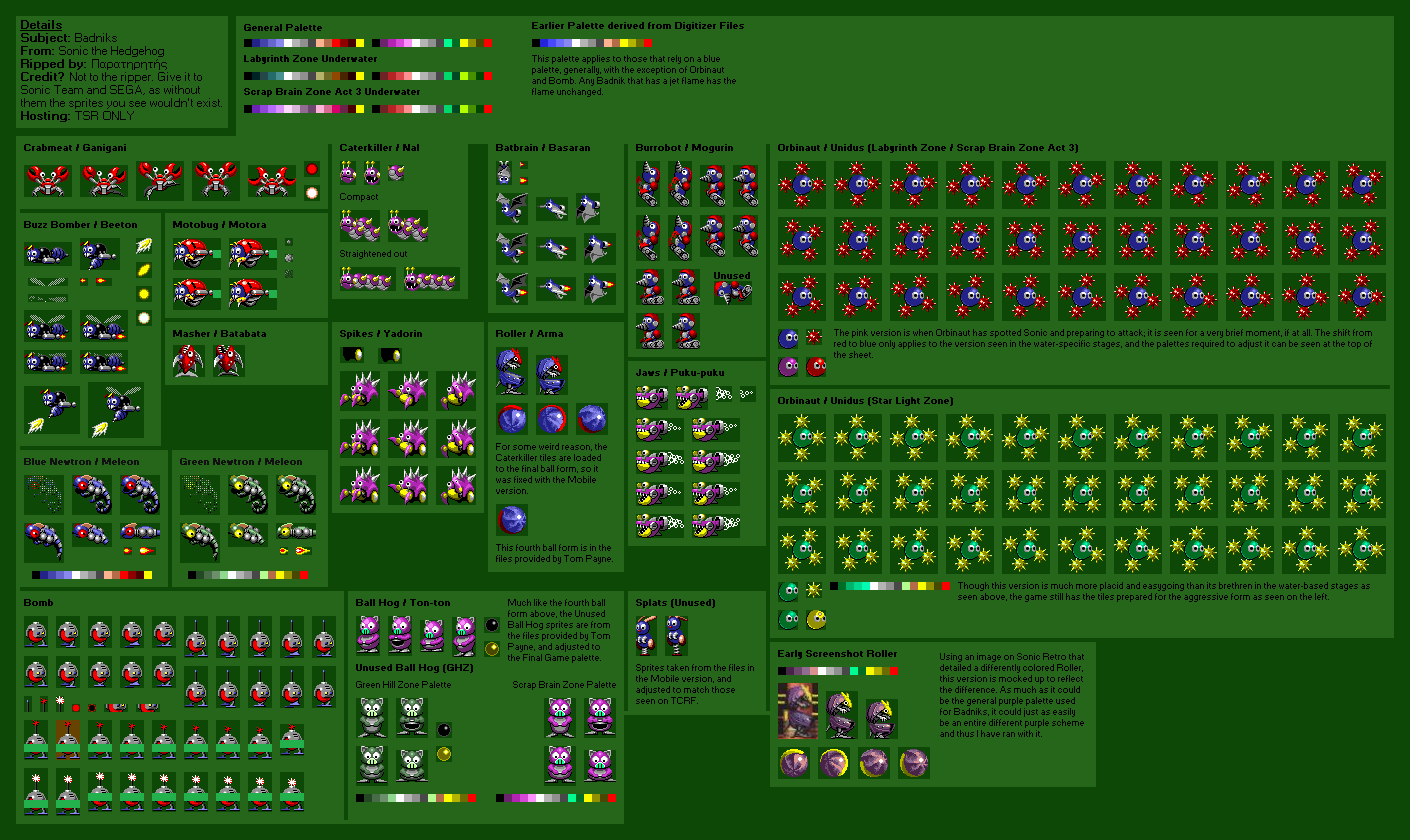 Details
Subject: Badniks
From: Sonic the Hedgehog
Ripped by: Παρατηρητής
Credit? Not to the ripper. Give it to
Sonic Team and SEGA, as without
them the sprites you see wouldn't exist.
Hosting: TSR ONLY
General Palette
Labyrinth Zone Underwater
Scrap Brain Zone Act 3 Underwater
Earlier Palette derived from Digitizer Files
This palette applies to those that rely on a blue
palette, generally, with the exception of Orbinaut
and Bomb. Any Badnik that has a jet flame has the
flame unchanged.
Crabmeat / Ganigani
Buzz Bomber / Beeton
Motobug / Motora
Masher / Batabata
Blue Newtron / Meleon
Green Newtron / Meleon
Caterkiller / Nal
Compact
Straightened out
Spikes / Yadorin
Batbrain / Basaran
Roller / Arma
For some weird reason, the
Caterkiller tiles are loaded
to the final ball form, so it
was fixed with the Mobile
version.
This fourth ball form is in the
files provided by Tom Payne.
Burrobot / Mogurin
Unused
Jaws / Puku-puku
Orbinaut / Unidus (Labyrinth Zone / Scrap Brain Zone Act 3)
The pink version is when Orbinaut has spotted Sonic and preparing to attack; it is seen for a very brief moment, if at all. The shift from
red to blue only applies to the version seen in the water-specific stages, and the palettes required to adjust it can be seen at the top of
the sheet.
Orbinaut / Unidus (Star Light Zone)
Though this version is much more placid and easygoing than its brethren in the water-based stages as
seen above, the game still has the tiles prepared for the aggressive form as seen on the left.
Bomb
Ball Hog / Ton-ton
Much like the fourth ball
form above, the Unused
Ball Hog sprites are from
the files provided by Tom
Payne, and adjusted to
the Final Game palette.
Unused Ball Hog (GHZ)
Green Hill Zone Palette
Scrap Brain Zone Palette
Splats (Unused)
Sprites taken from the files in
the Mobile version, and
adjusted to match those
seen on TCRF.
Early Screenshot Roller
Using an image on Sonic Retro that
detailed a differently colored Roller,
this version is mocked up to reflect
the difference. As much as it could
be the general purple palette used
for Badniks, it could just as easily
be an entire different purple scheme
and thus I have ran with it.